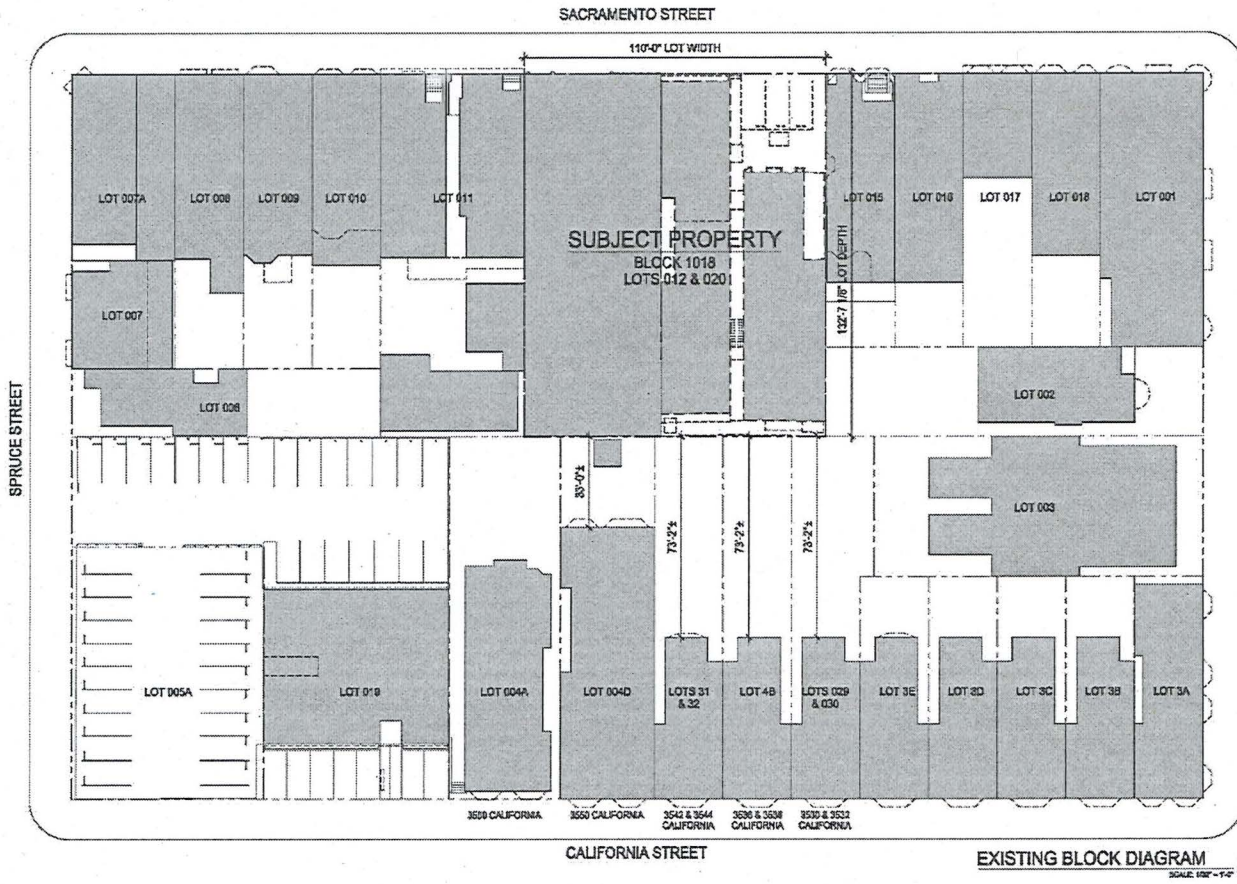 SACRAMENTO STREET
110'-0" LOT WIDTH
LOT 007A
LOT 008
LOT 009
LOT 010
LOT 011
SUBJECT PROPERTY
BLOCK 1018
LOTS 012 & 020
132'-7 1/8" LOT DEPTH
LOT 015
LOT 016
LOT 017
LOT 018
LOT 001
LOT 007
LOT 006
LOT 002
LOT 003
SPRUCE STREET
33'-0"±
73'-2"±
73'-2"±
73'-2"±
LOT 005A
LOT 019
LOT 004A
LOT 004D
LOTS 31
& 32
LOT 4B
LOTS 029
& 030
LOT 3E
LOT 3D
LOT 3C
LOT 3B
LOT 3A
CALIFORNIA
3550 CALIFORNIA
3542 & 3544
CALIFORNIA
3536 & 3538
CALIFORNIA
3530 & 3532
CALIFORNIA
CALIFORNIA STREET
EXISTING BLOCK DIAGRAM
SCALE: